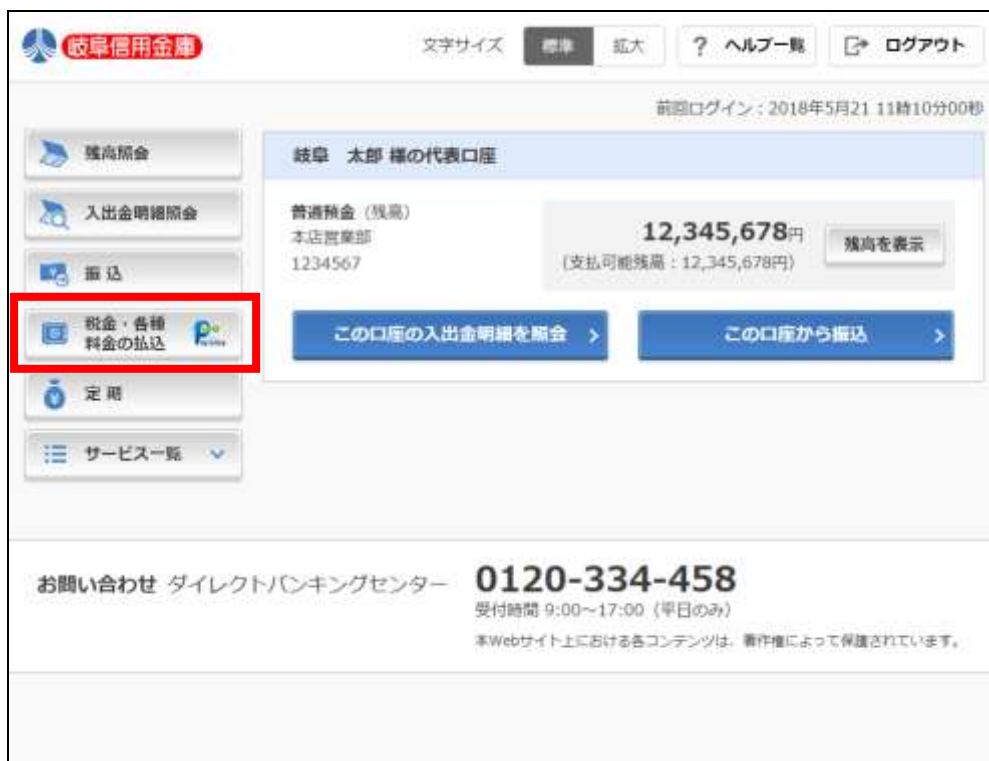 岐阜信用金庫
文字サイズ 標準 拡大 ? ヘルプ一覧 ログアウト
前回ログイン：2018年5月21 11時10分00秒
残高照会
入出金明細照会
振込
税金・各種
料金の払込
定期
サービス一覧
岐阜 太郎 様の代表口座
普通預金（残高）
本店営業部
1234567
12,345,678円
（支払可能残高：12,345,678円）
残高を表示
この口座の入出金明細を照会
この口座から振込
お問い合わせ ダイレクトバンキングセンター
0120-334-458
受付時間 9:00～17:00（平日のみ）
本Webサイト上における各コンテンツは、著作権によって保護されています。